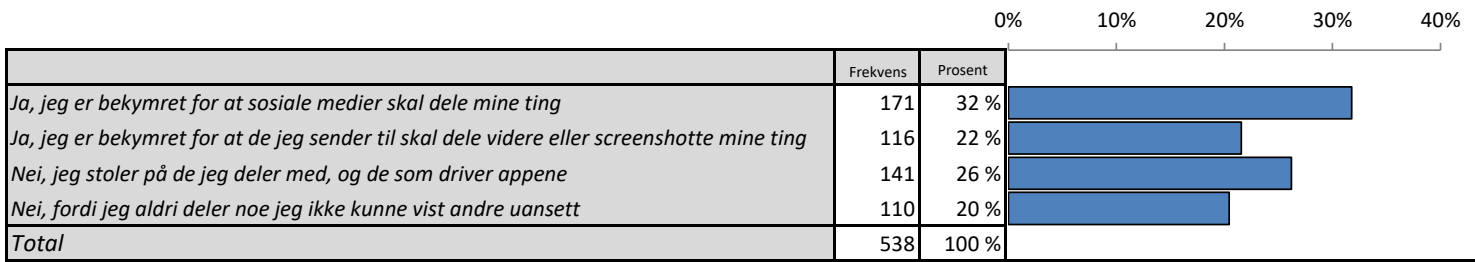 0% 10% 20% 30% 40%
Frekvens Prosent
Ja, jeg er bekymret for at sosiale medier skal dele mine ting 171 32 %
Ja, jeg er bekymret for at de jeg sender til skal dele videre eller screenshotte mine ting 116 22 %
Nei, jeg stoler på de jeg deler med, og de som driver appene 141 26 %
Nei, fordi jeg aldri deler noe jeg ikke kunne vist andre uansett 110 20 %
Total 538 100 %